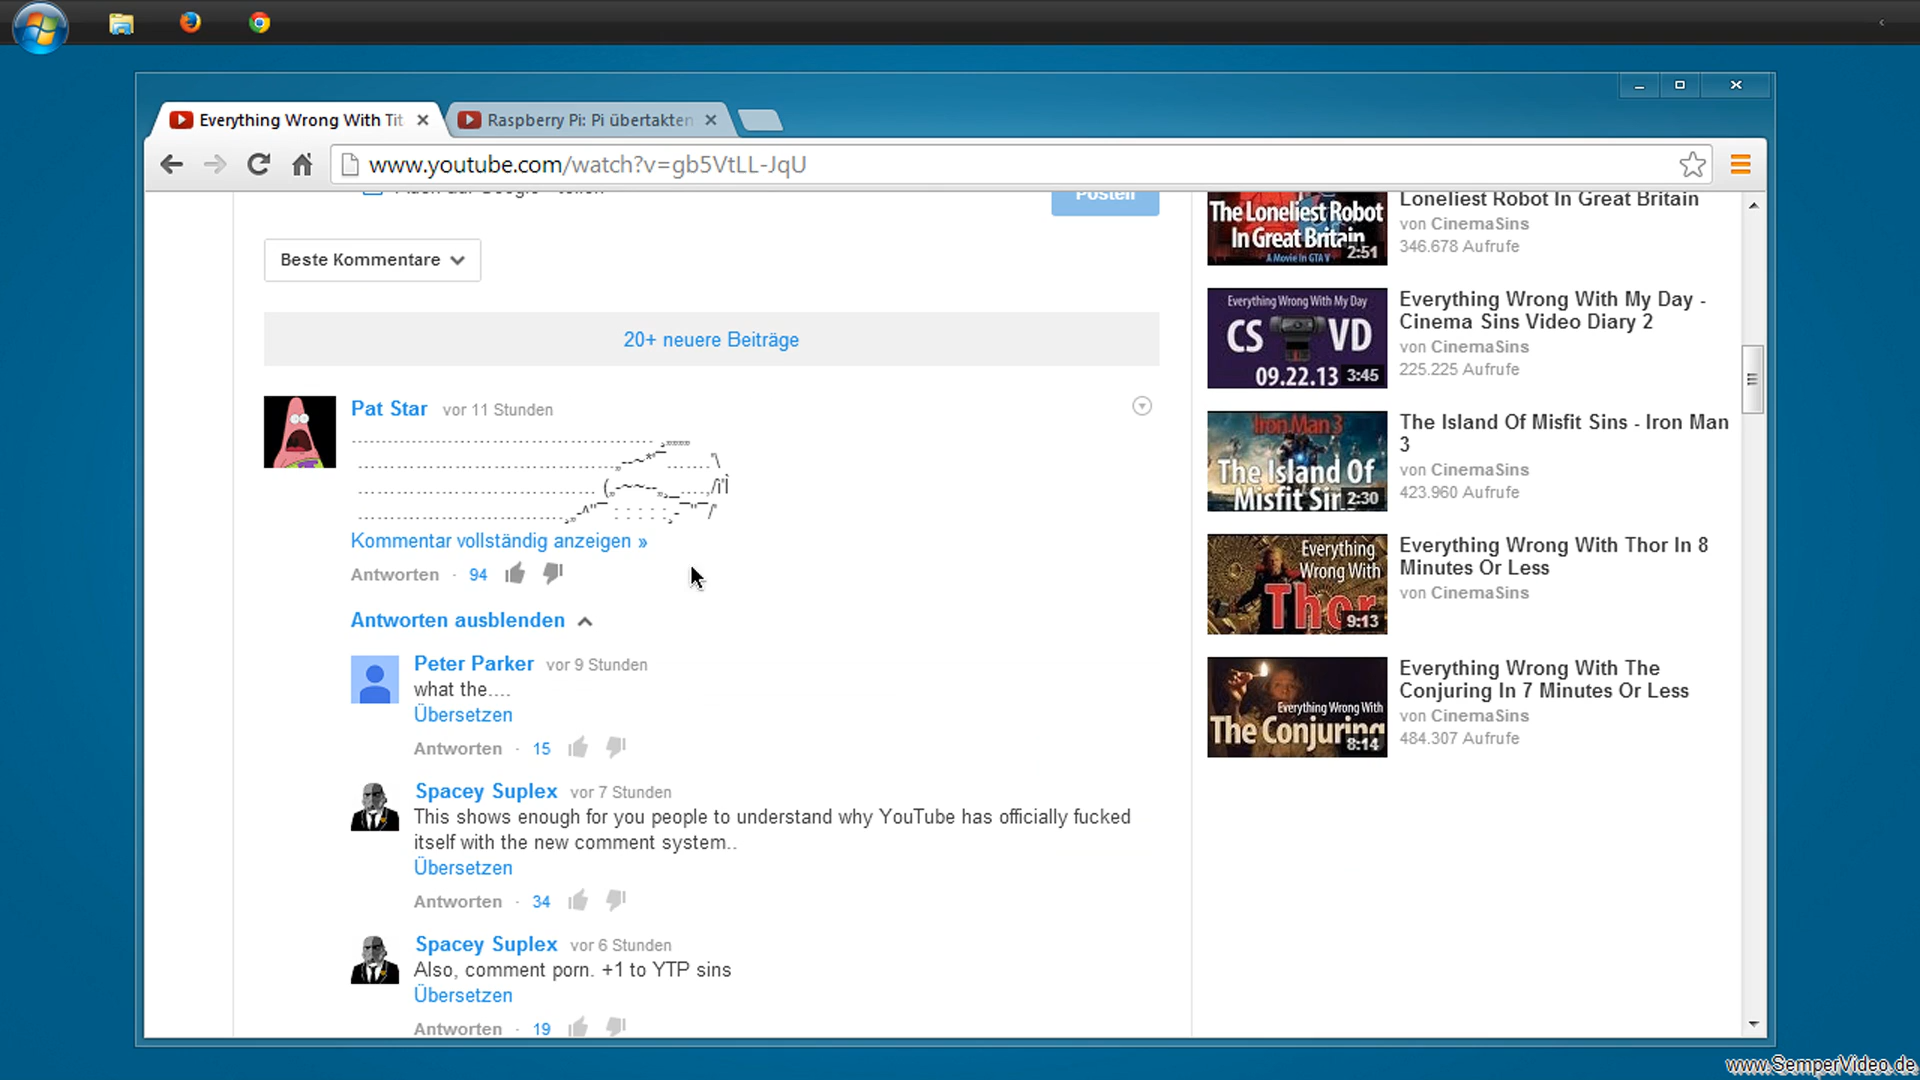 Everything Wrong With Tit
Raspberry Pi: Pi übertakten
www.youtube.com/watch?v=gb5VtLL-JqU
Posten
Beste Kommentare
20+ neuere Beiträge
Pat Star vor 11 Stunden
Kommentar vollständig anzeigen »
Antworten · 94
Antworten ausblenden
Peter Parker vor 9 Stunden
what the....
Übersetzen
Antworten · 15
Spacey Suplex vor 7 Stunden
This shows enough for you people to understand why YouTube has officially fucked
itself with the new comment system..
Übersetzen
Antworten · 34
Spacey Suplex vor 6 Stunden
Also, comment porn. +1 to YTP sins
Übersetzen
Antworten · 19
The Loneliest Robot
In Great Britain
A Movie In GTA V
2:51
Loneliest Robot In Great Britain
von CinemaSins
346.678 Aufrufe
Everything Wrong With My Day
CS VD
09.22.13
3:45
Everything Wrong With My Day -
Cinema Sins Video Diary 2
von CinemaSins
225.225 Aufrufe
Iron Man 3
The Island Of
Misfit Sin
2:30
The Island Of Misfit Sins - Iron Man
3
von CinemaSins
423.960 Aufrufe
Everything
Wrong With
Thor
9:13
Everything Wrong With Thor In 8
Minutes Or Less
von CinemaSins
Everything Wrong With
The Conjuring
8:14
Everything Wrong With The
Conjuring In 7 Minutes Or Less
von CinemaSins
484.307 Aufrufe
www.SemperVideo.de